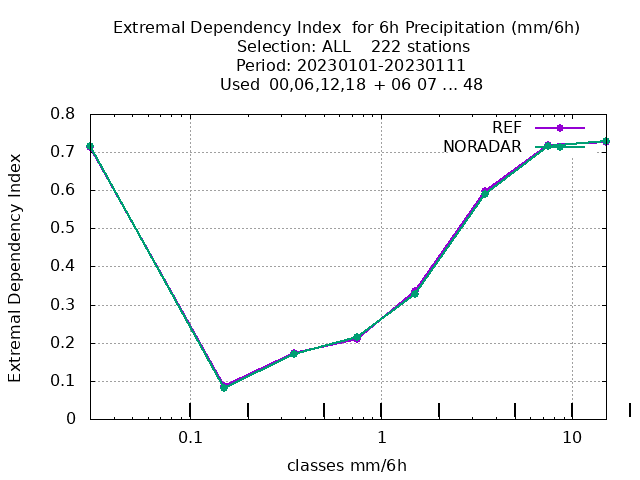 Extremal Dependency Index  for 6h Precipitation (mm/6h)
Selection: ALL    222 stations
Period: 20230101-20230111
Used  00,06,12,18  + 06 07 ... 48
REF
NORADAR
Extremal Dependency Index
0.8
0.7
0.6
0.5
0.4
0.3
0.2
0.1
0
0.1
1
10
classes mm/6h